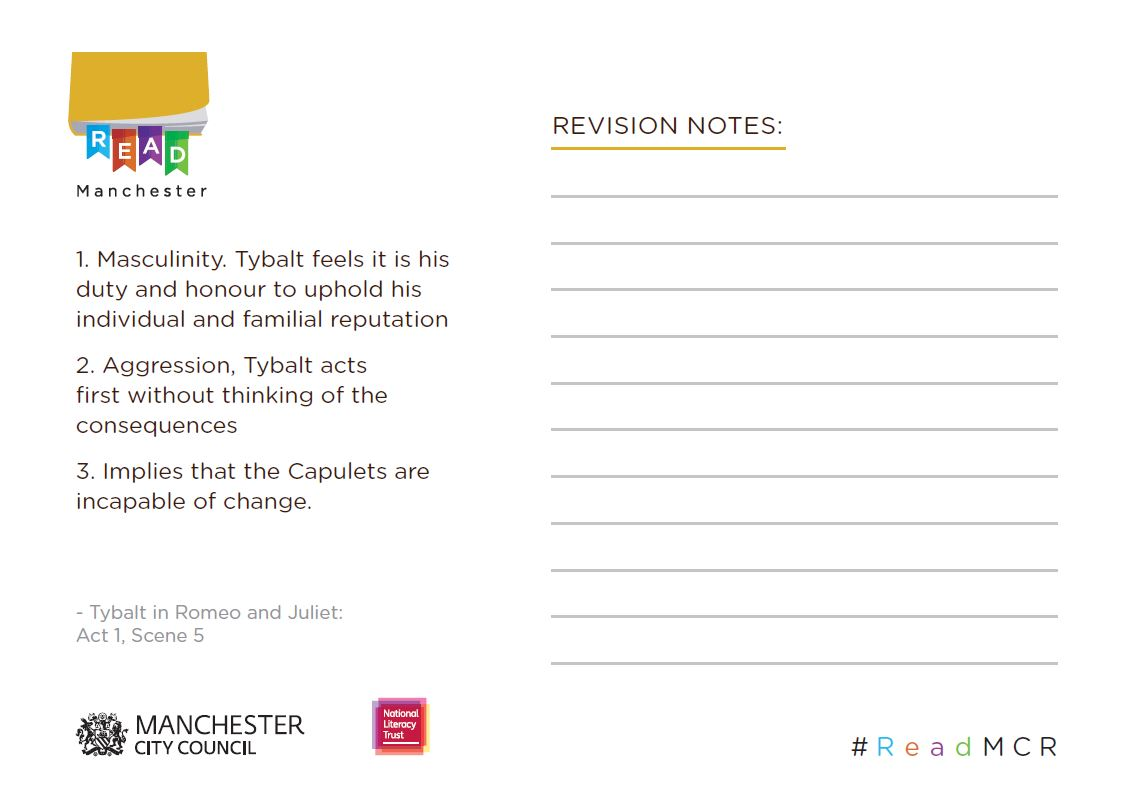 READ
Manchester
1. Masculinity. Tybalt feels it is his
duty and honour to uphold his
individual and familial reputation
2. Aggression, Tybalt acts
first without thinking of the
consequences
3. Implies that the Capulets are
incapable of change.
- Tybalt in Romeo and Juliet:
Act 1, Scene 5
MANCHESTER
CITY COUNCIL
National
Literacy
Trust
REVISION NOTES:
#ReadMCR